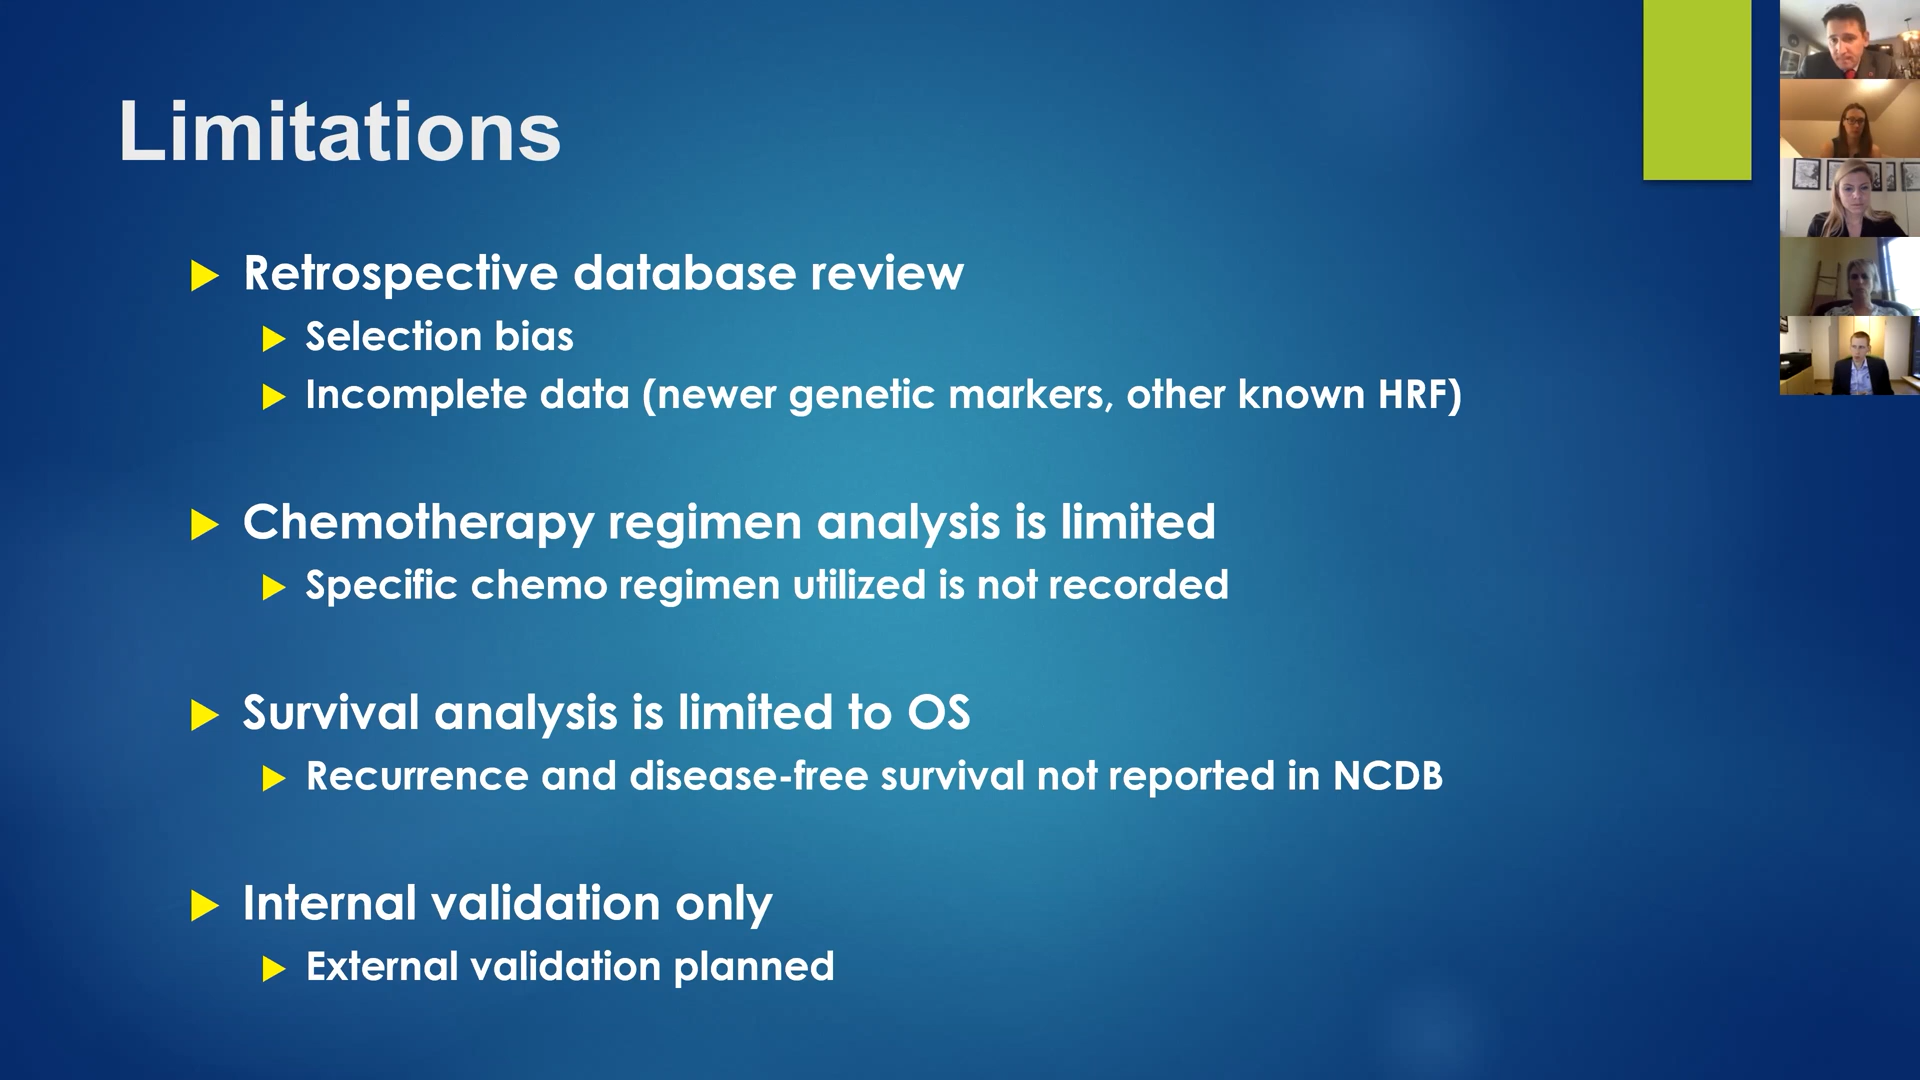 Limitations
Retrospective database review
Selection bias
Incomplete data (newer genetic markers, other known HRF)
Chemotherapy regimen analysis is limited
Specific chemo regimen utilized is not recorded
Survival analysis is limited to OS
Recurrence and disease-free survival not reported in NCDB
Internal validation only
External validation planned